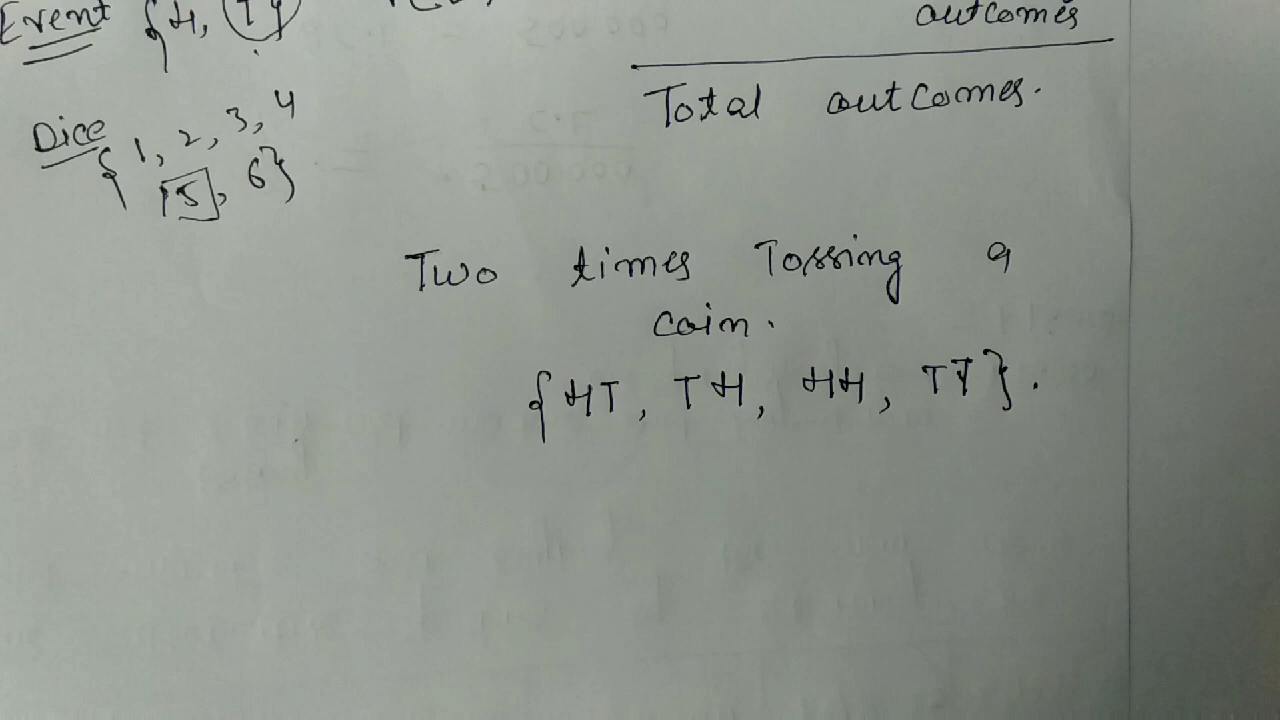 Event {H, T}
outcomes
Total outcomes.
Dice
{1, 2, 3, 4
5, 6}
Two times Tossing a
coin.
{HT, TH, HH, TT}.